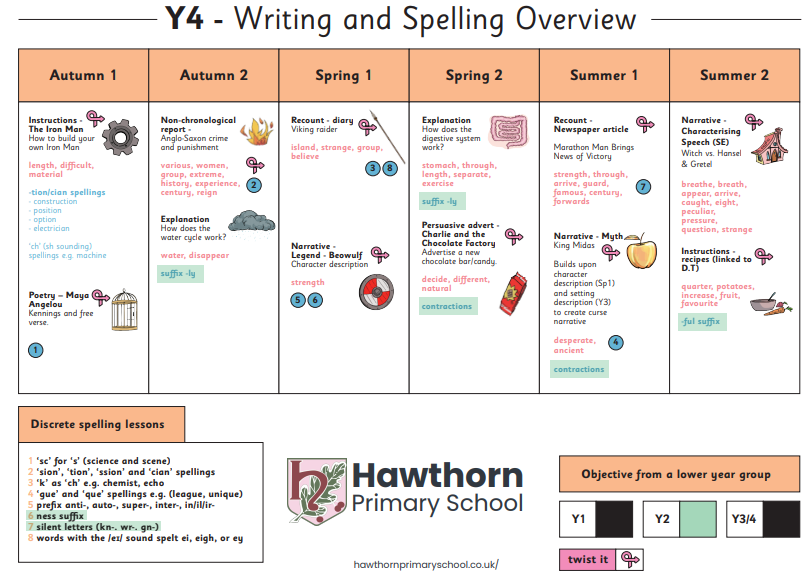 Y4 - Writing and Spelling Overview
Autumn 1
Autumn 2
Spring 1
Spring 2
Summer 1
Summer 2
Instructions -
The Iron Man
How to build your
own Iron Man
length, difficult,
material
-tion/cian spellings
- construction
- position
- option
- electrician
'ch' (sh sounding)
spellings e.g. machine
Poetry – Maya
Angelou
Kennings and free
verse.
1
Non-chronological
report -
Anglo-Saxon crime
and punishment
various, women,
group, extreme,
history, experience,
century, reign
2
Explanation
How does the
water cycle work?
water, disappear
suffix -ly
Recount - diary
Viking raider
island, strange, group,
believe
3 8
Narrative -
Legend - Beowulf
Character description
strength
5 6
Explanation
How does the
digestive system
work?
stomach, through,
length, separate,
exercise
suffix -ly
Persuasive advert -
Charlie and the
Chocolate Factory
Advertise a new
chocolate bar/candy.
decide, different,
natural
contractions
Recount -
Newspaper article
Marathon Man Brings
News of Victory
strength, through,
arrive, guard,
famous, century,
forwards
7
Narrative - Myth
King Midas
Builds upon
character
description (Sp1)
and setting
description (Y3)
to create curse
narrative
desperate,
ancient
4
contractions
Narrative -
Characterising
Speech (SE)
Witch vs. Hansel
& Gretel
breathe, breath,
appear, arrive,
caught, eight,
peculiar,
pressure,
question, strange
Instructions -
recipes (linked to
D.T)
quarter, potatoes,
increase, fruit,
favourite
-ful suffix
Discrete spelling lessons
1 'sc' for 's' (science and scene)
2 'sion', 'tion', 'ssion' and 'cian' spellings
3 'k' as 'ch' e.g. chemist, echo
4 'gue' and 'que' spellings e.g. (league, unique)
5 prefix anti-, auto-, super-, inter-, in/il/ir-
6 ness suffix
7 silent letters (kn-. wr-. gn-)
8 words with the /eɪ/ sound spelt ei, eigh, or ey
Hawthorn
Primary School
hawthornprimaryschool.co.uk/
Objective from a lower year group
Y1
Y2
Y3/4
twist it